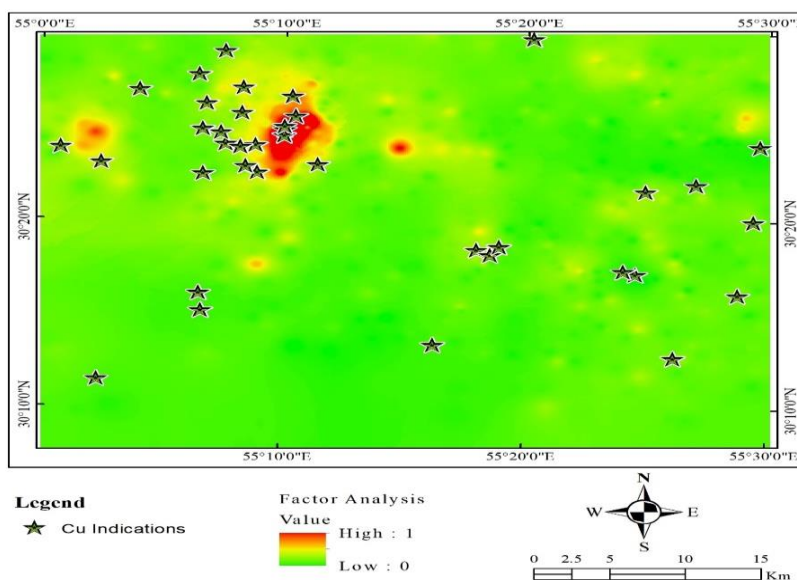 55°0'0"E 55°10'0"E 55°20'0"E 55°30'0"E
30°20'0"N 30°20'0"N
30°10'0"N 30°10'0"N
55°10'0"E 55°20'0"E 55°30'0"E
Legend
Cu Indications
Factor Analysis
Value
High : 1
Low : 0
N
W E
S
0 2.5 5 10 15
Km